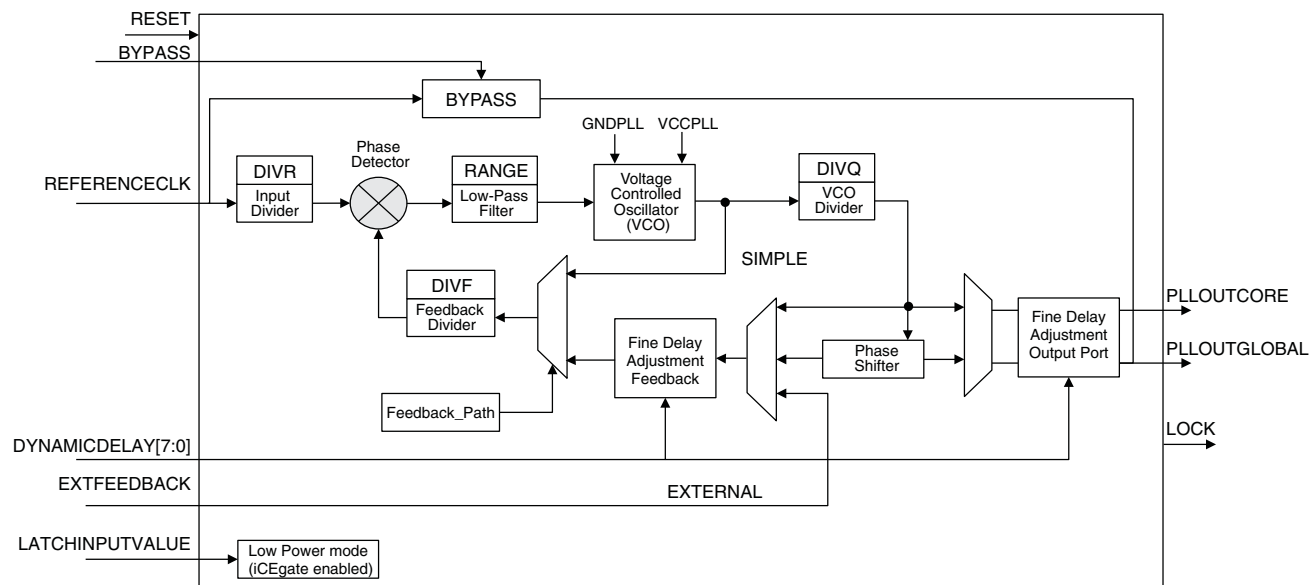 RESET
BYPASS
BYPASS
GNDPLL
VCCPLL
Phase
Detector
REFERENCECLK
DIVR
Input
Divider
RANGE
Low-Pass
Filter
Voltage
Controlled
Oscillator
(VCO)
DIVQ
VCO
Divider
SIMPLE
DIVF
Feedback
Divider
Fine Delay
Adjustment
Feedback
Phase
Shifter
Fine Delay
Adjustment
Output Port
PLLOUTCORE
PLLOUTGLOBAL
Feedback_Path
DYNAMICDELAY[7:0]
LOCK
EXTFEEDBACK
EXTERNAL
LATCHINPUTVALUE
Low Power mode
(iCEgate enabled)